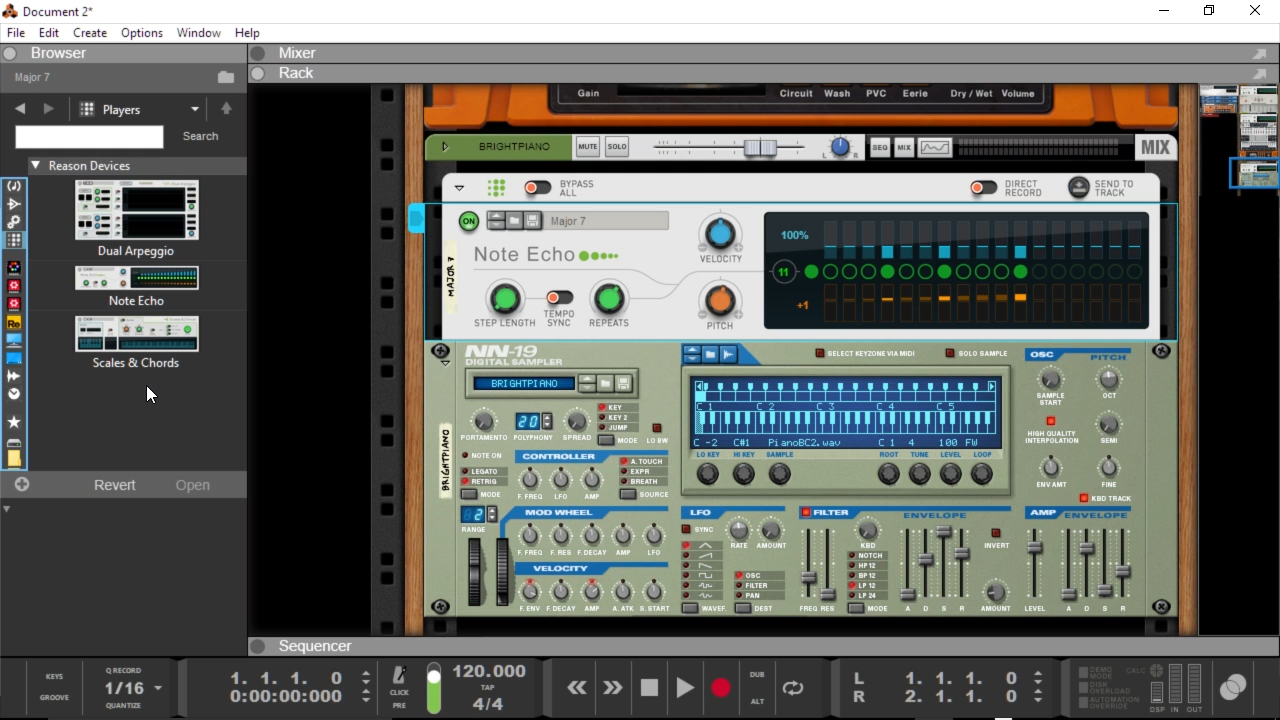 Document 2*
File Edit Create Options Window Help
Browser
Mixer
Major 7
Rack
Players
Search
Reason Devices
Dual Arpeggio
Note Echo
Scales & Chords
Re
Revert Open
Gain Circuit Wash PVC Eerie Dry / Wet Volume
BRIGHTPIANO MUTE SOLO L R SEQ MIX MIX
BYPASS ALL DIRECT RECORD SEND TO TRACK
ON Major 7
MAJOR 7
Note Echo
VELOCITY
STEP LENGTH TEMPO SYNC REPEATS PITCH
100%
11
+1
NN-19
DIGITAL SAMPLER
BRIGHTPIANO
BRIGHTPIANO
PORTAMENTO 20 POLYPHONY SPREAD
KEY
KEY 2
JUMP
MODE LO BW
NOTE ON
LEGATO
RETRIG
MODE
CONTROLLER
F. FREQ LFO AMP
A. TOUCH
EXPR
BREATH
SOURCE
2 RANGE
MOD WHEEL
F. FREQ F. RES F.DECAY AMP LFO
VELOCITY
F. ENV F. DECAY AMP A. ATK S. START
SELECT KEYZONE VIA MIDI SOLO SAMPLE
C 1 C 2 C 3 C 4 C 5
C -2 C#1 PianoBC2.wav C 1 4 100 FW
LO KEY HI KEY SAMPLE ROOT TUNE LEVEL LOOP
OSC PITCH
SAMPLE START OCT
HIGH QUALITY INTERPOLATION SEMI
ENV AMT FINE
KBD TRACK
LFO
SYNC RATE AMOUNT
OSC
FILTER
PAN
WAVEF. DEST
FILTER ENVELOPE
KBD INVERT
NOTCH
HP 12
BP 12
LP 12
LP 24
FREQ RES MODE A D S R AMOUNT
AMP ENVELOPE
LEVEL A D S R
Sequencer
KEYS
GROOVE
Q RECORD
1/16
QUANTIZE
1. 1. 1. 0
0:00:00:000
CLICK
PRE
120.000
TAP
4/4
DUB
ALT
L 1. 1. 1. 0
R 2. 1. 1. 0
DEMO MODE
DISK OVERLOAD
AUTOMATION OVERRIDE
CALC
DSP IN OUT